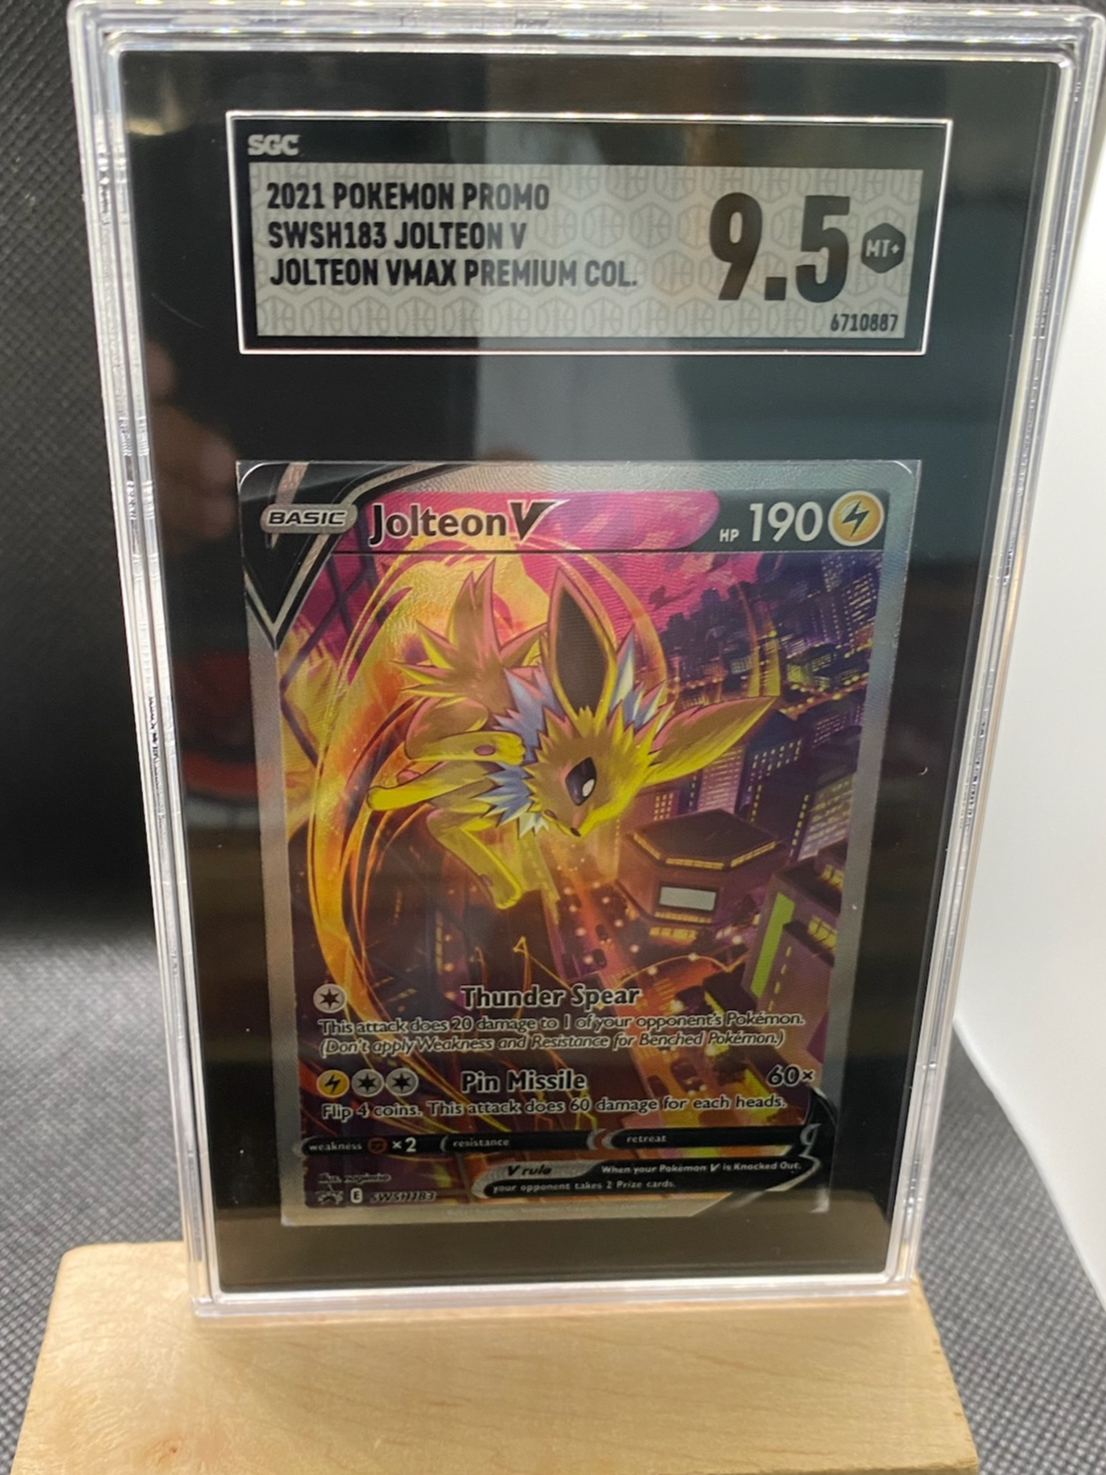 SGC
2021 POKEMON PROMO
SWSH183 JOLTEON V
JOLTEON VMAX PREMIUM COL.
9.5
MT+
6710887
BASIC
Jolteon V
HP 190
Thunder Spear
This attack does 20 damage to 1 of your opponent's Pokémon.
(Don't apply Weakness and Resistance for Benched Pokémon.)
Pin Missile 60×
Flip 4 coins. This attack does 60 damage for each heads.
weakness ×2 resistance retreat
V rule When your Pokémon V is Knocked Out,
your opponent takes 2 Prize cards.
E SWSH183